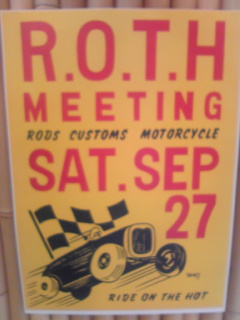 R.O.T.H
MEETING
RODS CUSTOMS MOTORCYCLE
SAT. SEP
27
RIDE ON THE HOT